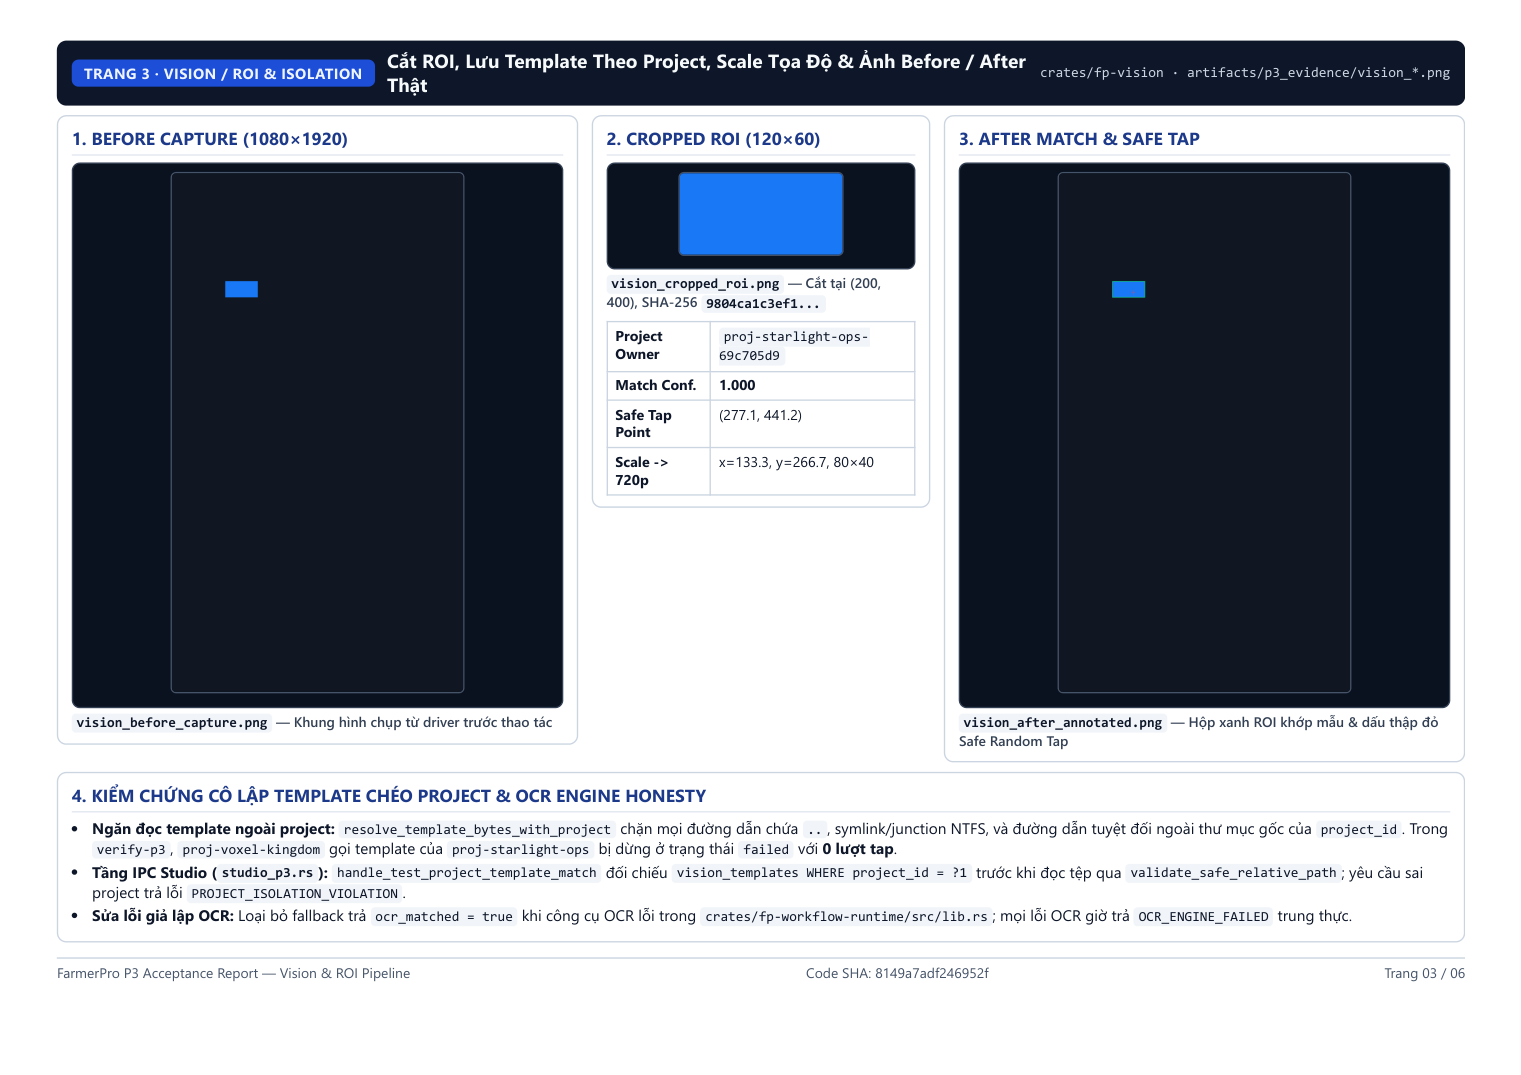 TRANG 3 · VISION / ROI & ISOLATION
Cắt ROI, Lưu Template Theo Project, Scale Tọa Độ & Ảnh Before / After
Thật
crates/fp-vision · artifacts/p3_evidence/vision_*.png
1. BEFORE CAPTURE (1080×1920)
vision_before_capture.png — Khung hình chụp từ driver trước thao tác
2. CROPPED ROI (120×60)
vision_cropped_roi.png — Cắt tại (200,
400), SHA-256 9804ca1c3ef1...
Project
Owner
proj-starlight-ops-
69c705d9
Match Conf.
1.000
Safe Tap
Point
(277.1, 441.2)
Scale ->
720p
x=133.3, y=266.7, 80×40
3. AFTER MATCH & SAFE TAP
vision_after_annotated.png — Hộp xanh ROI khớp mẫu & dấu thập đỏ
Safe Random Tap
4. KIỂM CHỨNG CÔ LẬP TEMPLATE CHÉO PROJECT & OCR ENGINE HONESTY
• Ngăn đọc template ngoài project: resolve_template_bytes_with_project chặn mọi đường dẫn chứa .., symlink/junction NTFS, và đường dẫn tuyệt đối ngoài thư mục gốc của project_id. Trong
verify-p3, proj-voxel-kingdom gọi template của proj-starlight-ops bị dừng ở trạng thái failed với 0 lượt tap.
• Tầng IPC Studio ( studio_p3.rs ): handle_test_project_template_match đối chiếu vision_templates WHERE project_id = ?1 trước khi đọc tệp qua validate_safe_relative_path; yêu cầu sai
project trả lỗi PROJECT_ISOLATION_VIOLATION.
• Sửa lỗi giả lập OCR: Loại bỏ fallback trả ocr_matched = true khi công cụ OCR lỗi trong crates/fp-workflow-runtime/src/lib.rs; mọi lỗi OCR giờ trả OCR_ENGINE_FAILED trung thực.
FarmerPro P3 Acceptance Report — Vision & ROI Pipeline
Code SHA: 8149a7adf246952f
Trang 03 / 06